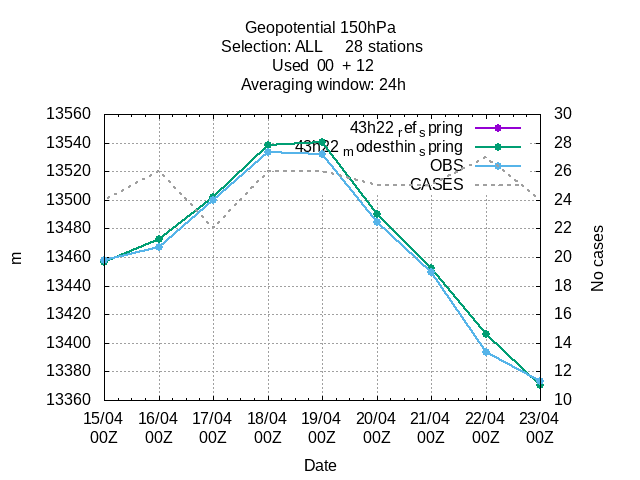 Geopotential 150hPa
Selection: ALL 28 stations
Used 00 + 12
Averaging window: 24h
13560
13540
13520
13500
13480
13460
13440
13420
13400
13380
13360
30
28
26
24
22
20
18
16
14
12
10
43h22refspring
43h22modesthinspring
OBS
CASES
m
No cases
15/04 16/04 17/04 18/04 19/04 20/04 21/04 22/04 23/04
00Z 00Z 00Z 00Z 00Z 00Z 00Z 00Z 00Z
Date